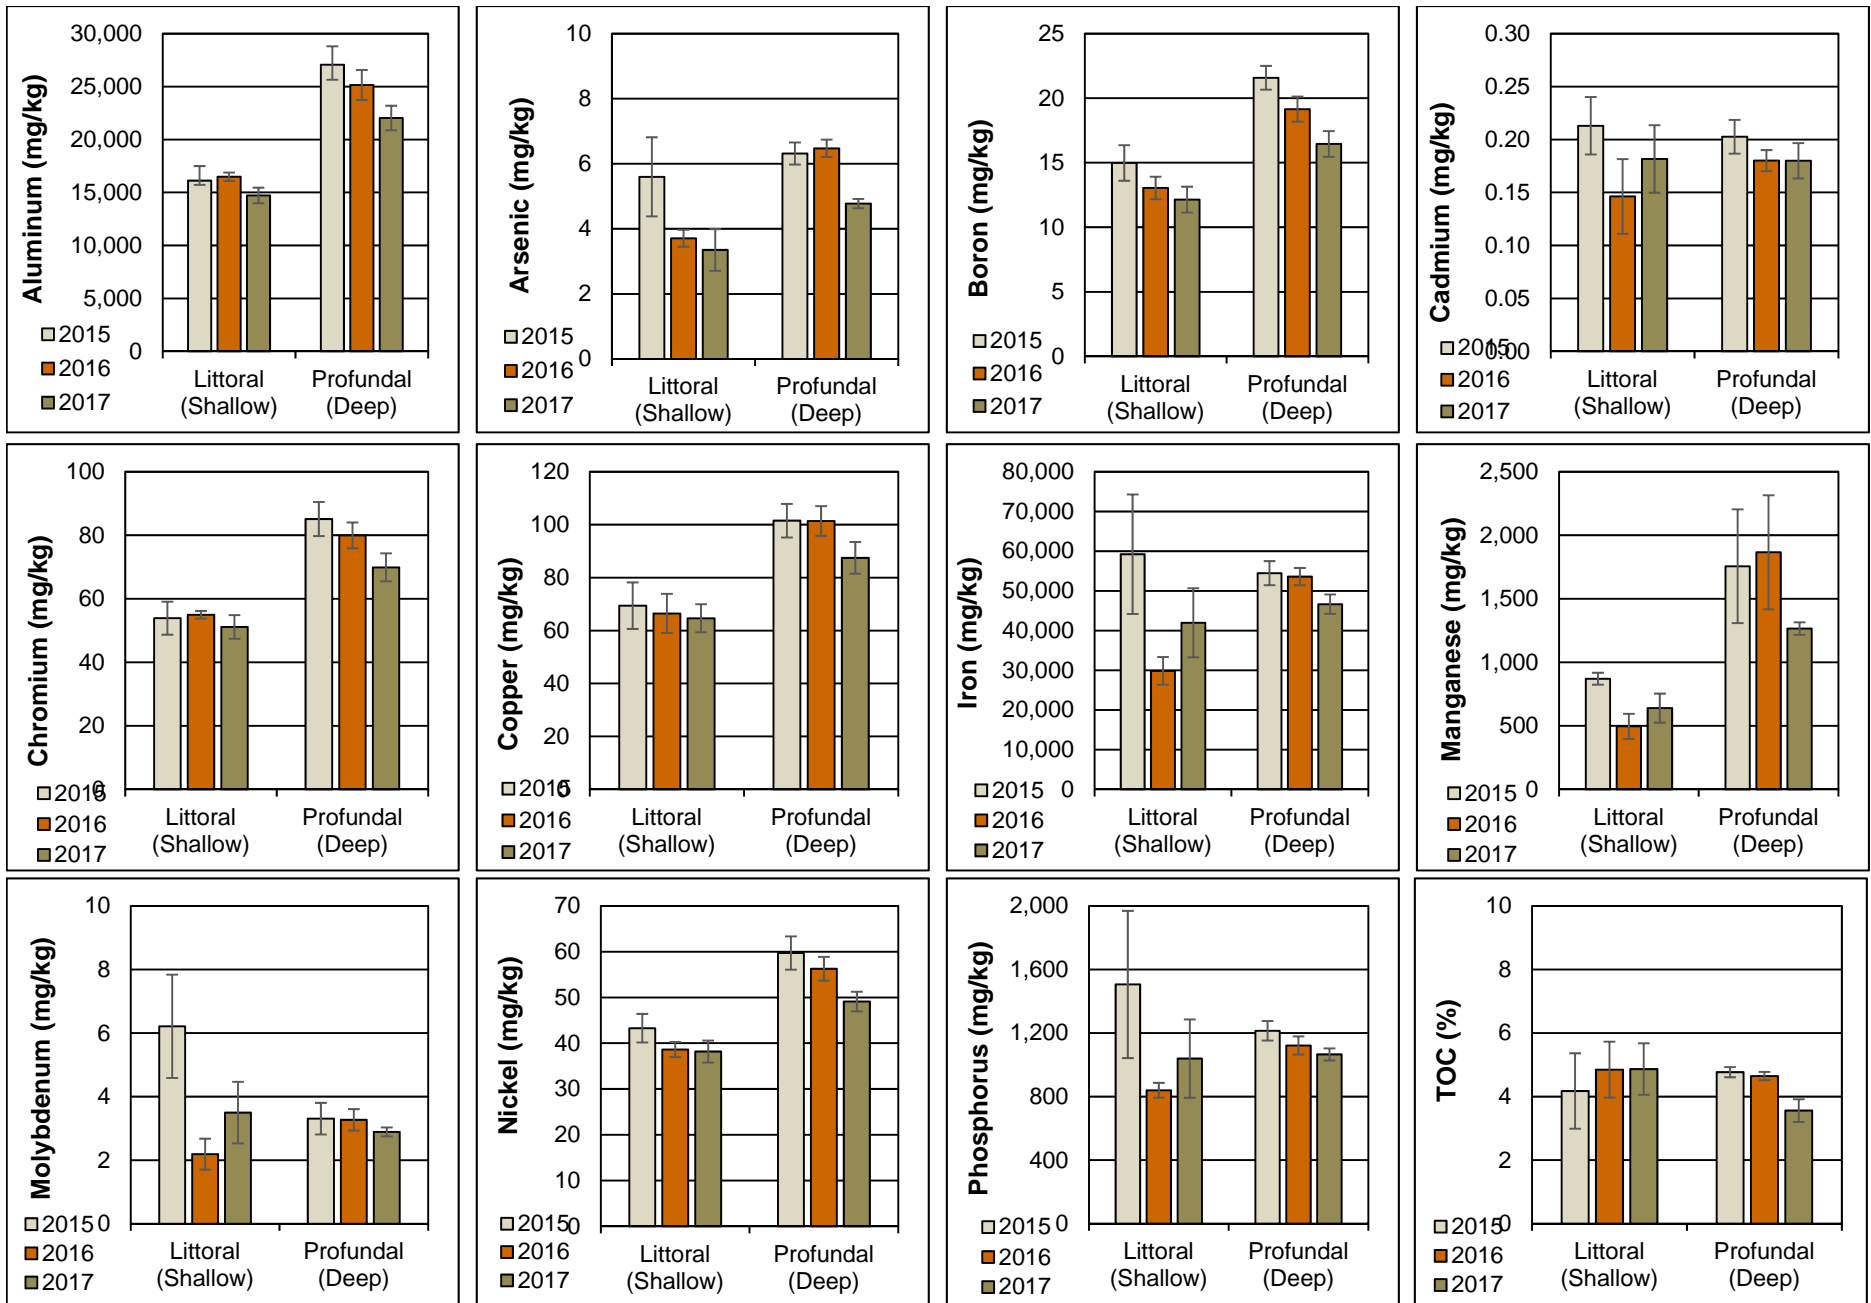 Aluminum (mg/kg)
30,000
25,000
20,000
15,000
10,000
5,000
0
2015
2016
2017
Littoral
(Shallow)
Profundal
(Deep)
Arsenic (mg/kg)
10
8
6
4
2
0
2015
2016
2017
Littoral
(Shallow)
Profundal
(Deep)
Boron (mg/kg)
25
20
15
10
5
0
2015
2016
2017
Littoral
(Shallow)
Profundal
(Deep)
Cadmium (mg/kg)
0.30
0.25
0.20
0.15
0.10
0.05
0.00
2015
2016
2017
Littoral
(Shallow)
Profundal
(Deep)
Chromium (mg/kg)
100
80
60
40
20
0
2015
2016
2017
Littoral
(Shallow)
Profundal
(Deep)
Copper (mg/kg)
120
100
80
60
40
20
0
2015
2016
2017
Littoral
(Shallow)
Profundal
(Deep)
Iron (mg/kg)
80,000
70,000
60,000
50,000
40,000
30,000
20,000
10,000
0
2015
2016
2017
Littoral
(Shallow)
Profundal
(Deep)
Manganese (mg/kg)
2,500
2,000
1,500
1,000
500
0
2015
2016
2017
Littoral
(Shallow)
Profundal
(Deep)
Molybdenum (mg/kg)
10
8
6
4
2
0
2015
2016
2017
Littoral
(Shallow)
Profundal
(Deep)
Nickel (mg/kg)
70
60
50
40
30
20
10
0
2015
2016
2017
Littoral
(Shallow)
Profundal
(Deep)
Phosphorus (mg/kg)
2,000
1,600
1,200
800
400
0
2015
2016
2017
Littoral
(Shallow)
Profundal
(Deep)
TOC (%)
10
8
6
4
2
0
2015
2016
2017
Littoral
(Shallow)
Profundal
(Deep)